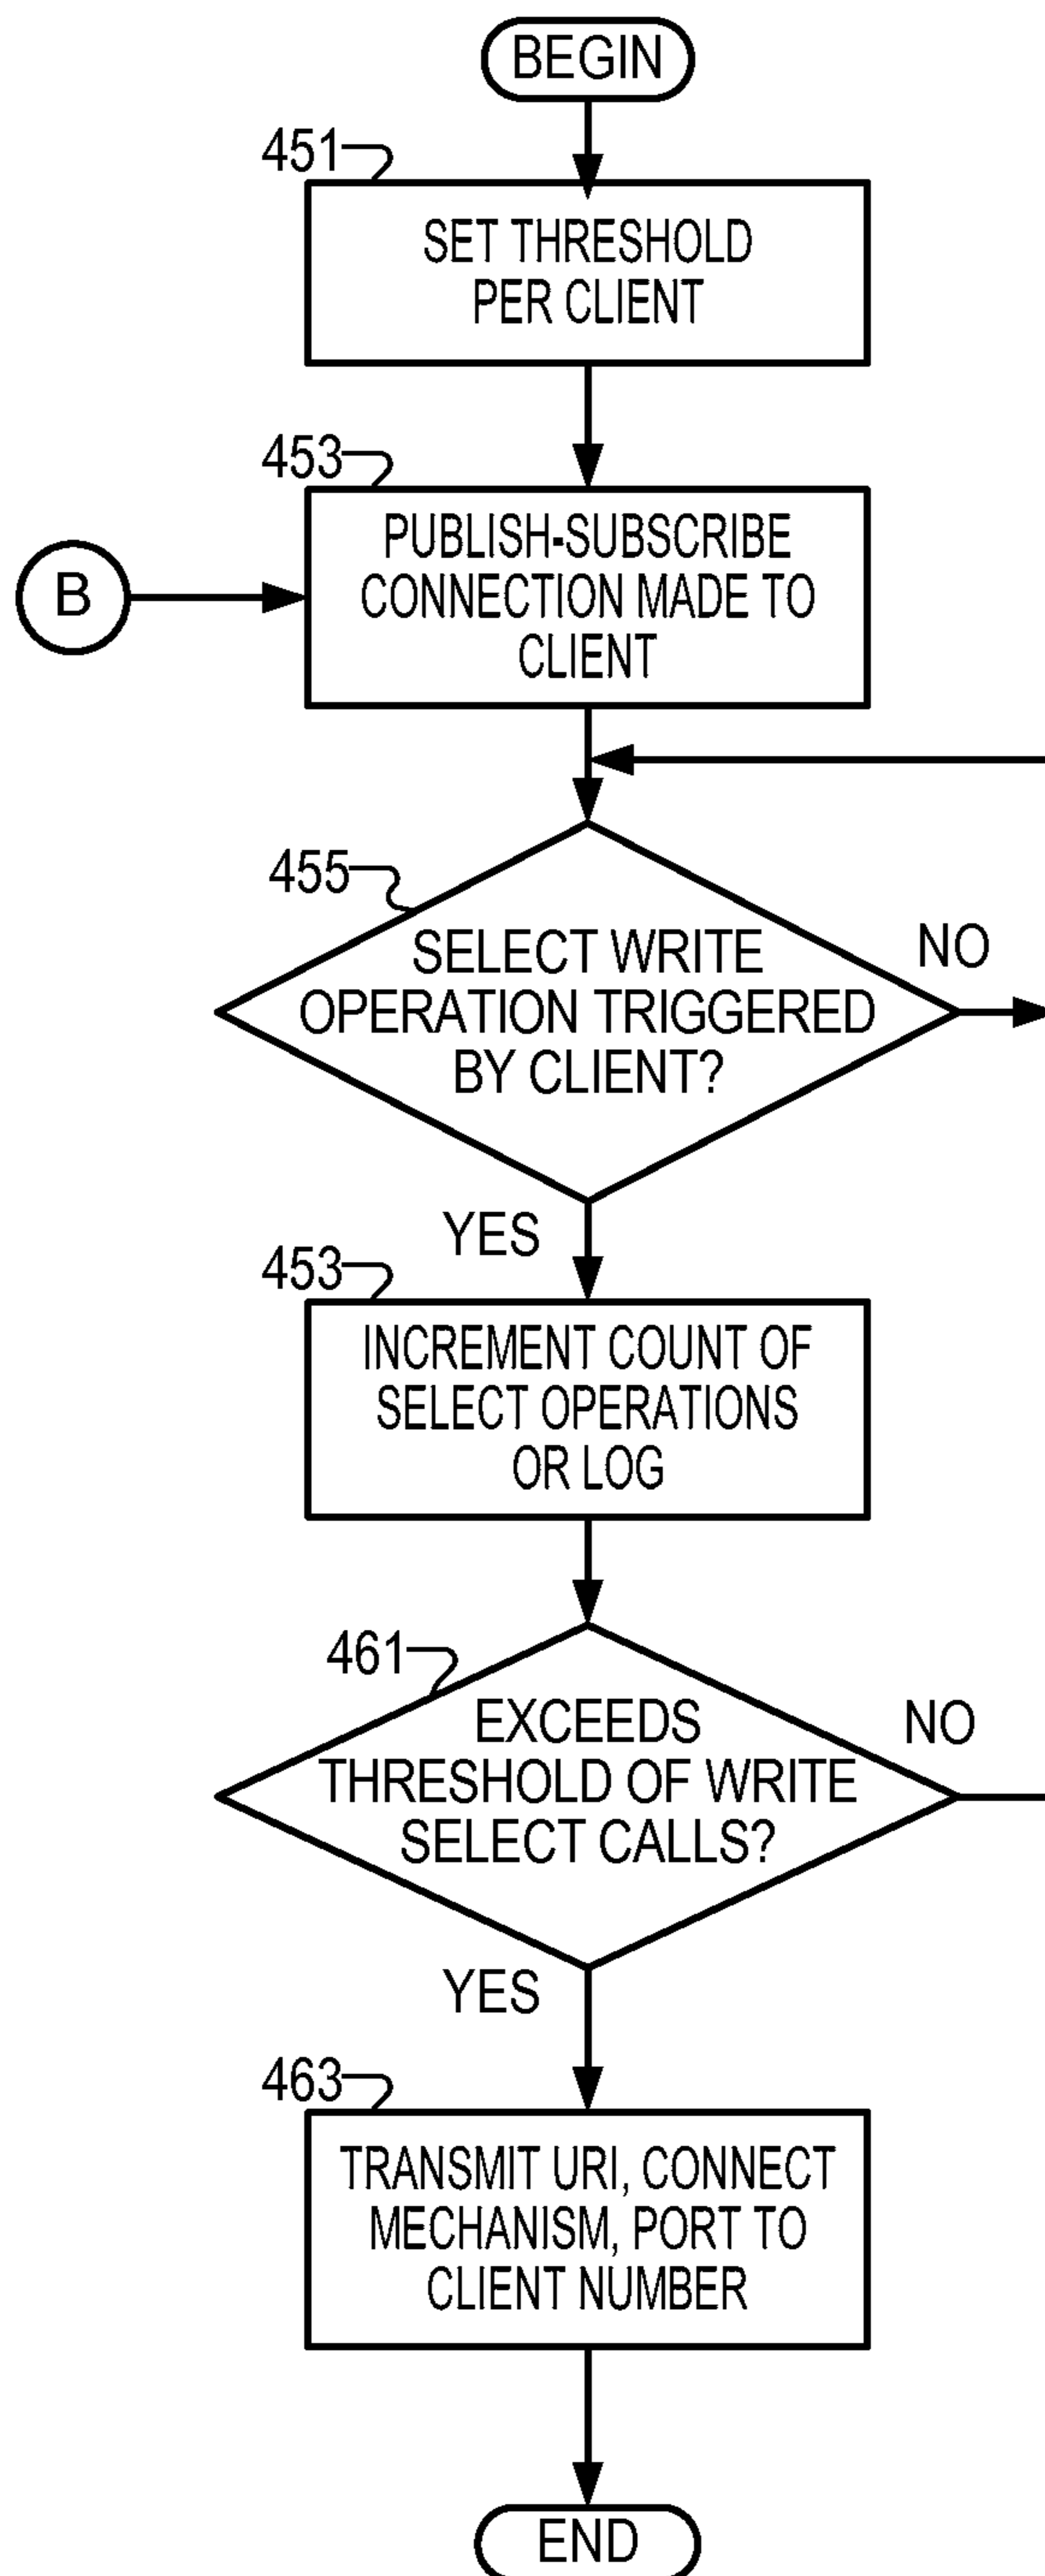 BEGIN
451
SET THRESHOLD
PER CLIENT
453
PUBLISH-SUBSCRIBE
CONNECTION MADE TO
CLIENT
B
455
SELECT WRITE
OPERATION TRIGGERED
BY CLIENT?
NO
YES
453
INCREMENT COUNT OF
SELECT OPERATIONS
OR LOG
461
EXCEEDS
THRESHOLD OF WRITE
SELECT CALLS?
NO
YES
463
TRANSMIT URI, CONNECT
MECHANISM, PORT TO
CLIENT NUMBER
END